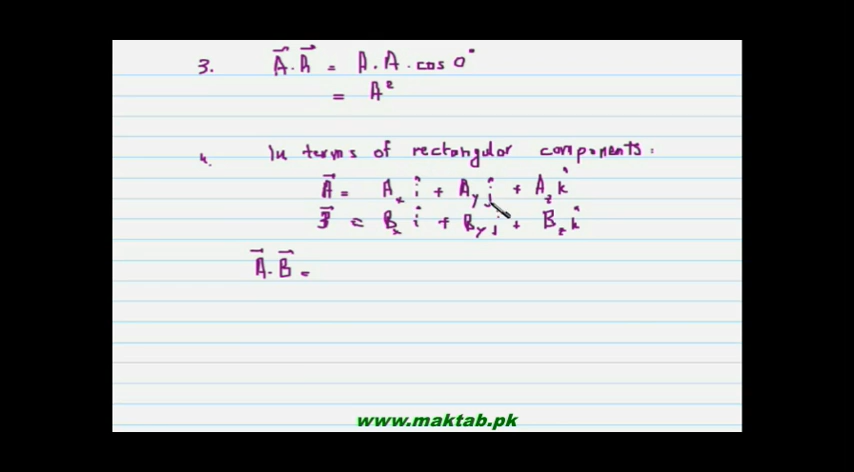 3. A⃗ . A⃗ = A . A . cos 0°
= A²
4. In terms of rectangular components :
A⃗ = Aₓ î + Aᵧ ĵ + A_z k̂
B⃗ = Bₓ î + Bᵧ ĵ + B_z k̂
A⃗ . B⃗ =
www.maktab.pk